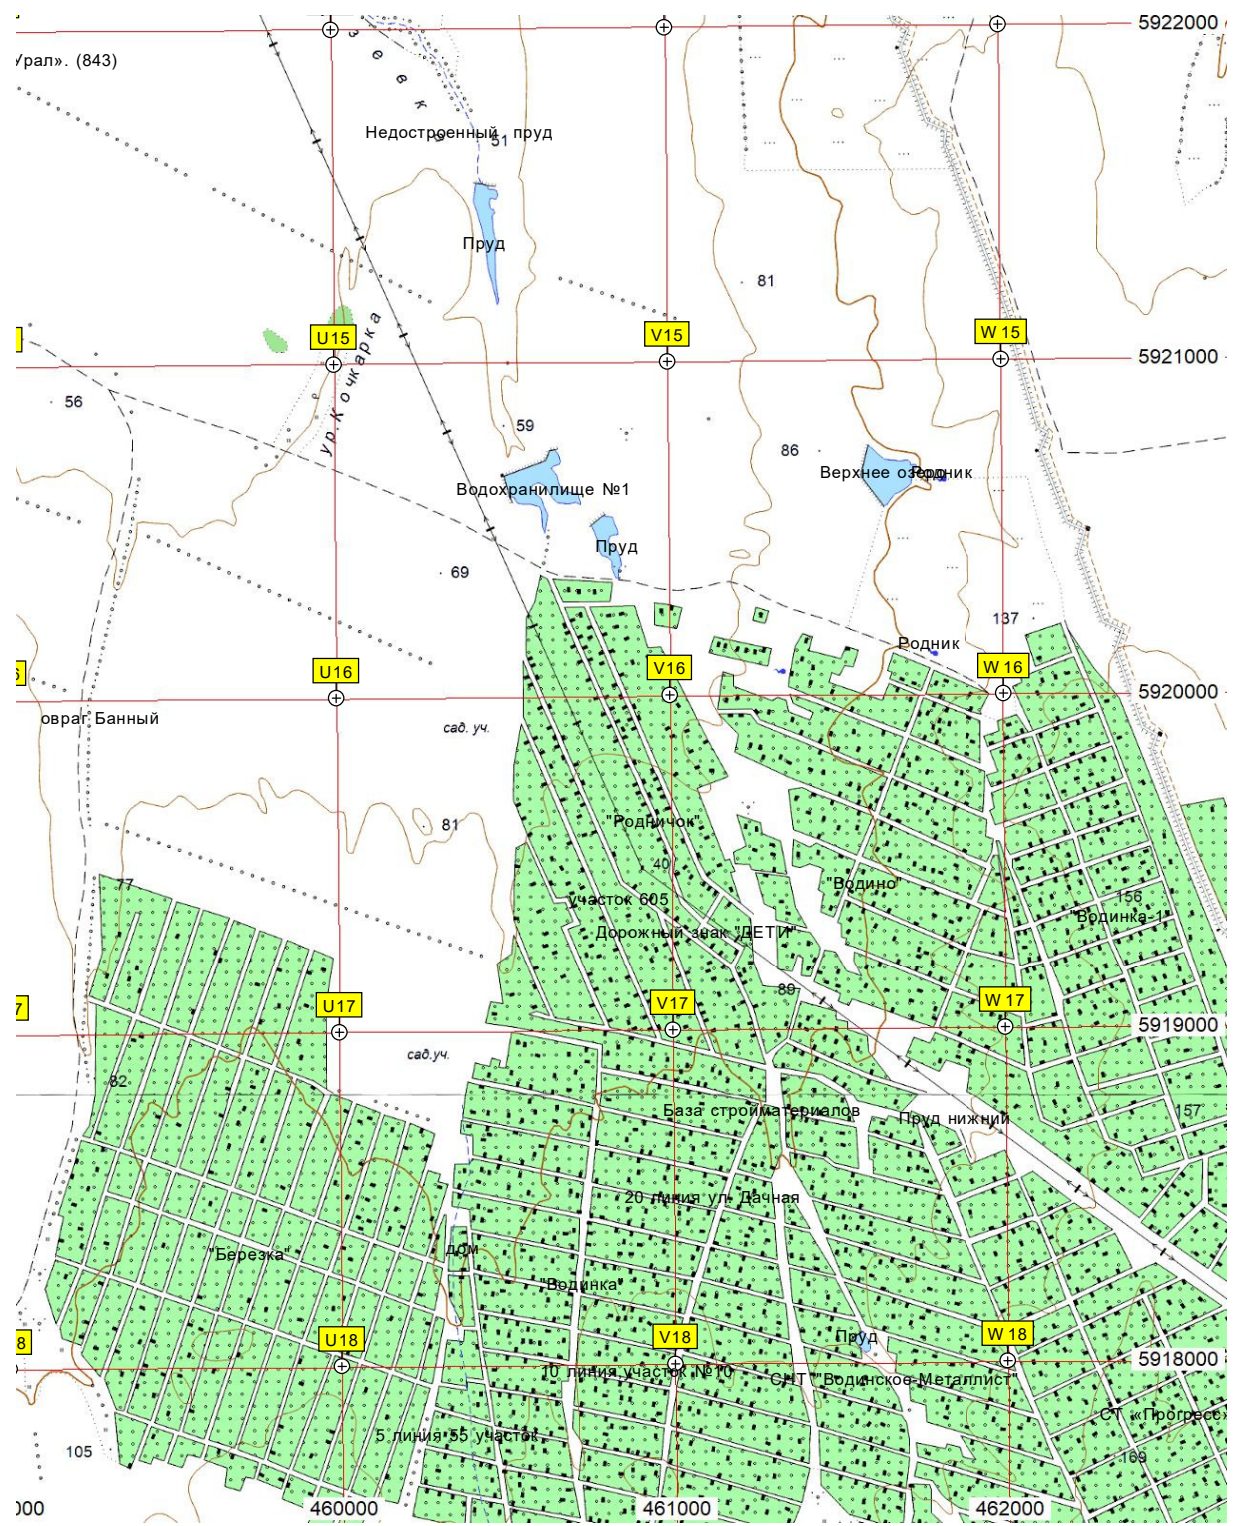 5922000
Урал». (843)
з е в к а
Недостроенный пруд
51
Пруд
81
U15
V15
W 15
5921000
ур. Кочкарка
56
59
86
Верхнее озеро
Родник
Водохранилище №1
Пруд
69
137
Родник
U16
V16
W 16
5920000
овраг Банный
сад. уч.
81
"Родничок"
40
77
"Водино"
участок 605
156
"Водинка-1"
Дорожный знак "ДЕТИ"
89
7
U17
V17
W 17
5919000
сад.уч.
82
База стройматериалов
Пруд нижний
157
20 линия ул. Дачная
"Березка"
дом
"Водинка"
8
U18
V18
Пруд
W 18
5918000
10 линия,участок №10
СНТ "Водинское-Металлист"
СТ «Прогресс»
5 линия 55 участок
105
169
000
460000
461000
462000